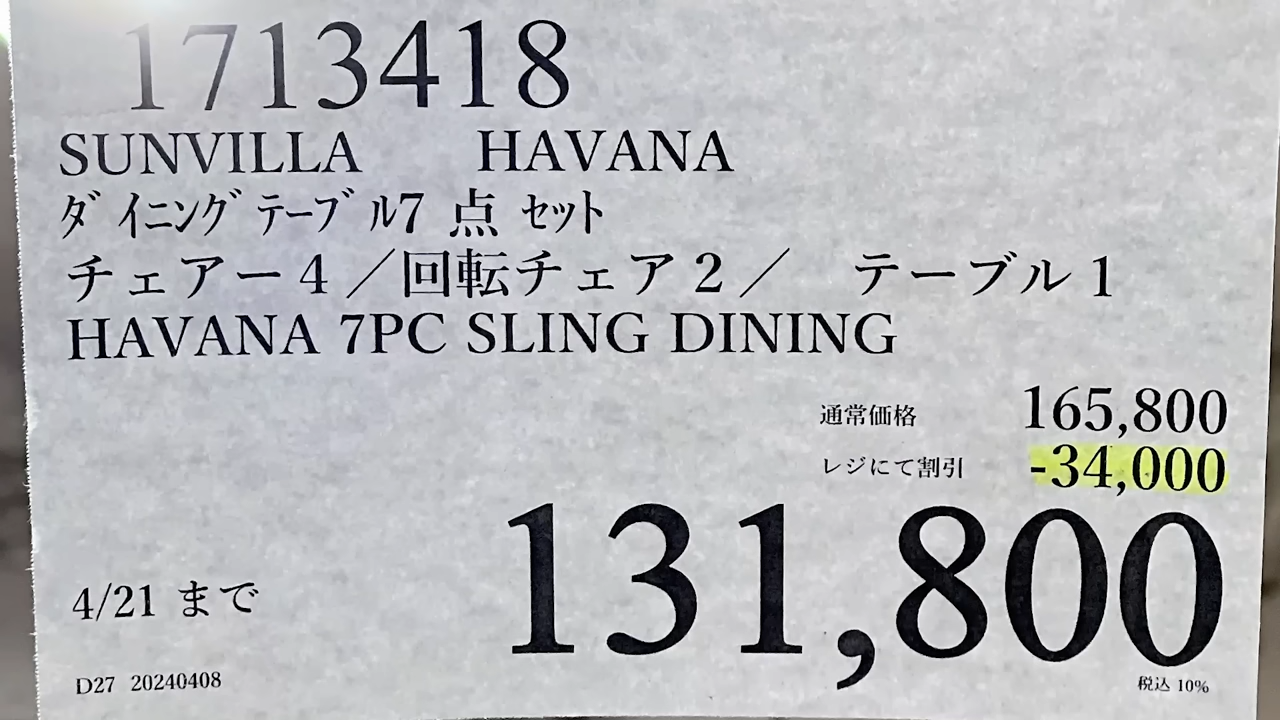 1713418
SUNVILLA HAVANA
ダイニングテーブル7 点 セット
チェアー4/回転チェア2/ テーブル1
HAVANA 7PC SLING DINING
通常価格 165,800
レジにて割引 -34,000
131,800
4/21 まで
D27 20240408
税込 10%